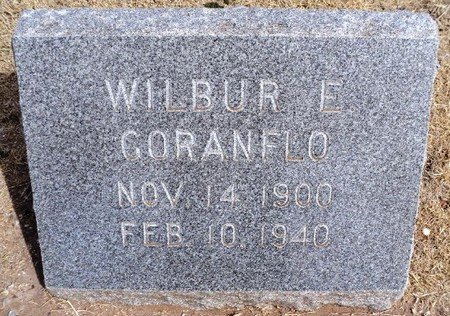 WILBUR E.
GORANFLO
NOV. 14, 1900
FEB. 10, 1940